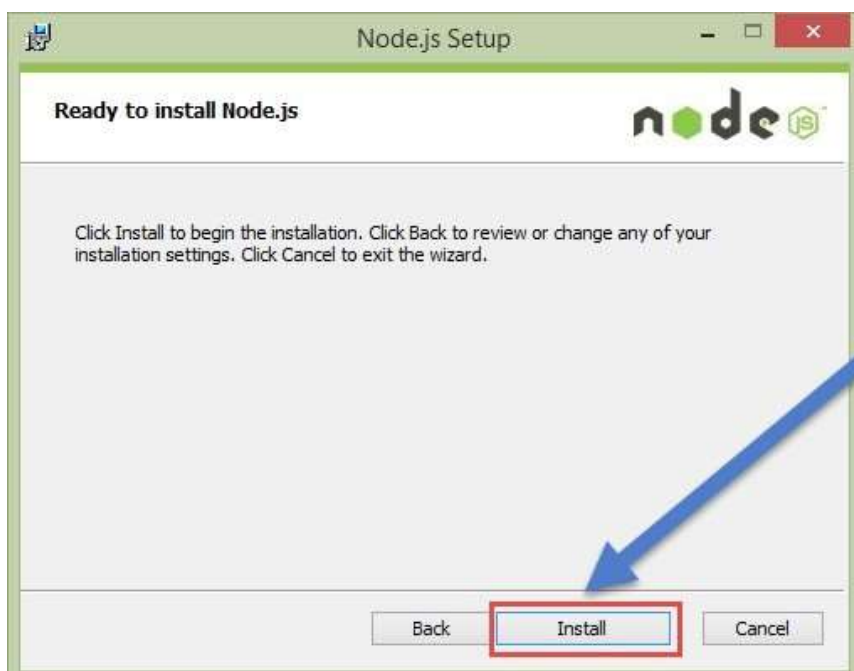 Node.js Setup
Ready to install Node.js
node JS
Click Install to begin the installation. Click Back to review or change any of your
installation settings. Click Cancel to exit the wizard.
Back Install Cancel